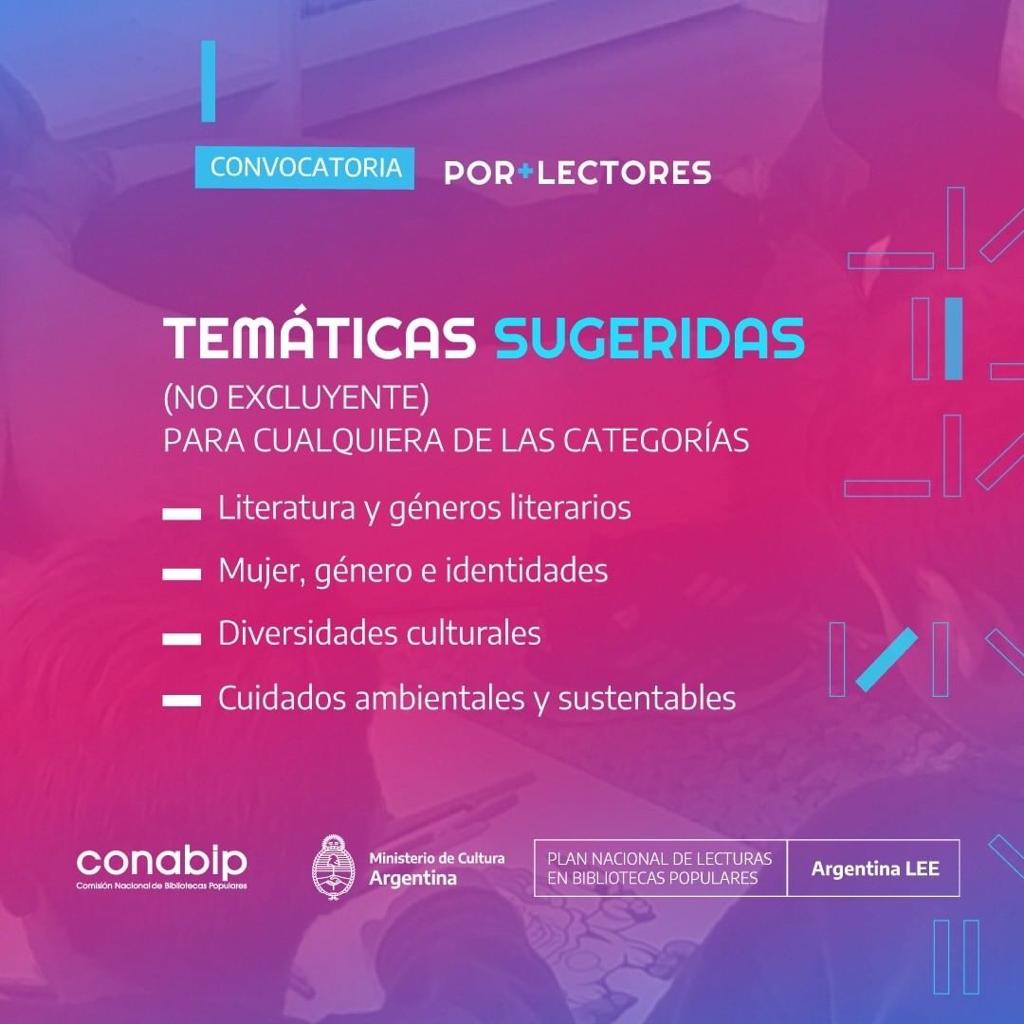 CONVOCATORIA POR+LECTORES
TEMÁTICAS SUGERIDAS
(NO EXCLUYENTE)
PARA CUALQUIERA DE LAS CATEGORÍAS
Literatura y géneros literarios
Mujer, género e identidades
Diversidades culturales
Cuidados ambientales y sustentables
conabip
Comisión Nacional de Bibliotecas Populares
Ministerio de Cultura
Argentina
PLAN NACIONAL DE LECTURAS
EN BIBLIOTECAS POPULARES
Argentina LEE